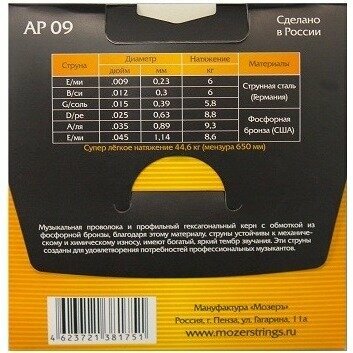 AP 09
Сделано
в России
Струна Диаметр Натяжение Материалы
дюйм мм кг
E/ми .009 0,23 6 Струнная сталь
B/си .012 0,3 6 (Германия)
G/соль .015 0,39 5.8
D/ре .025 0,63 8,8 Фосфорная
A/ля .035 0,89 9,3 бронза (США)
E/ми .045 1.14 8,6
Супер лёгкое натяжение 44,6 кг (мензура 650 мм)
Музыкальная проволока и профильный гексагональный керн с обмоткой из
фосфорной бронзы, благодаря этому материалу, струны устойчивы к механичес-
кому и химическому износу, имеют богатый, яркий тембр звучания. Эти струны
созданы для удовлетворения потребностей профессиональных музыкантов.
4 623721 381751
Мануфактура «Мозеръ»
Россия, г. Пенза, ул. Гагарина, 11а
www.mozerstrings.ru